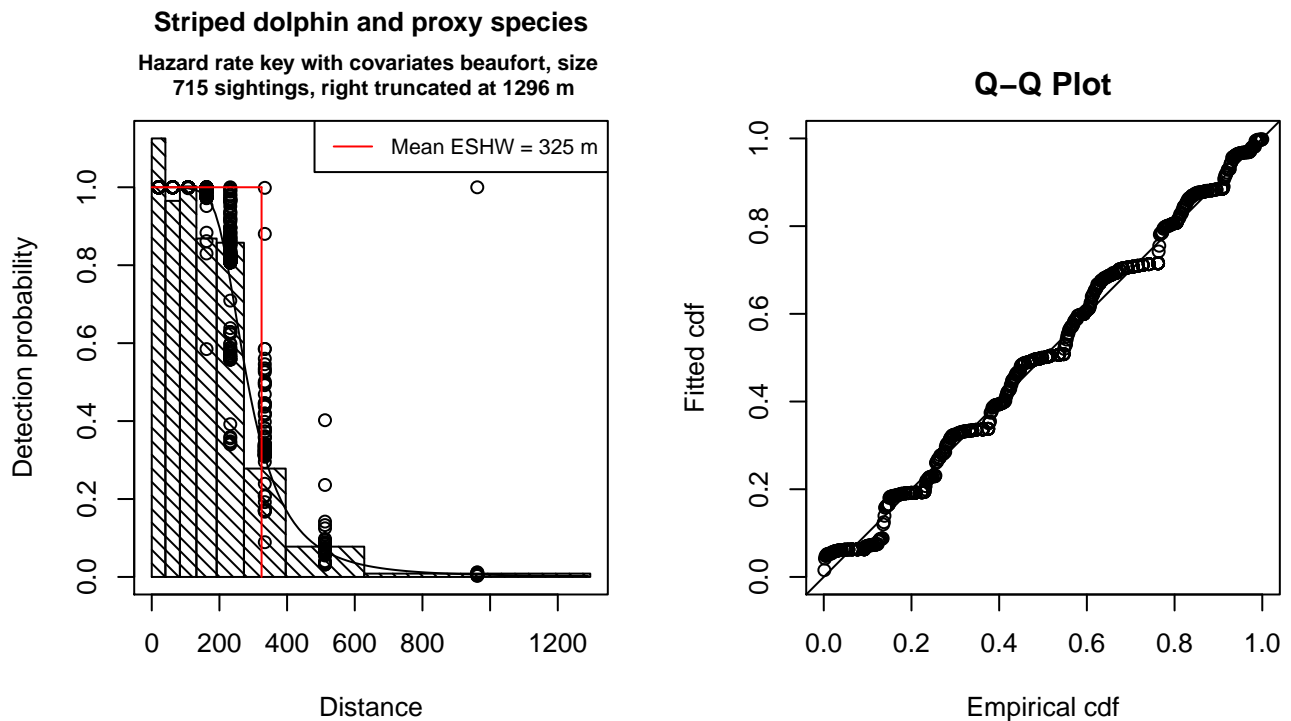 Striped dolphin and proxy species
Hazard rate key with covariates beaufort, size
715 sightings, right truncated at 1296 m
Mean ESHW = 325 m
Detection probability
1.0
0.8
0.6
0.4
0.2
0.0
0 200 400 600 800 1200
Distance
Q−Q Plot
Fitted cdf
1.0
0.8
0.6
0.4
0.2
0.0
0.0 0.2 0.4 0.6 0.8 1.0
Empirical cdf